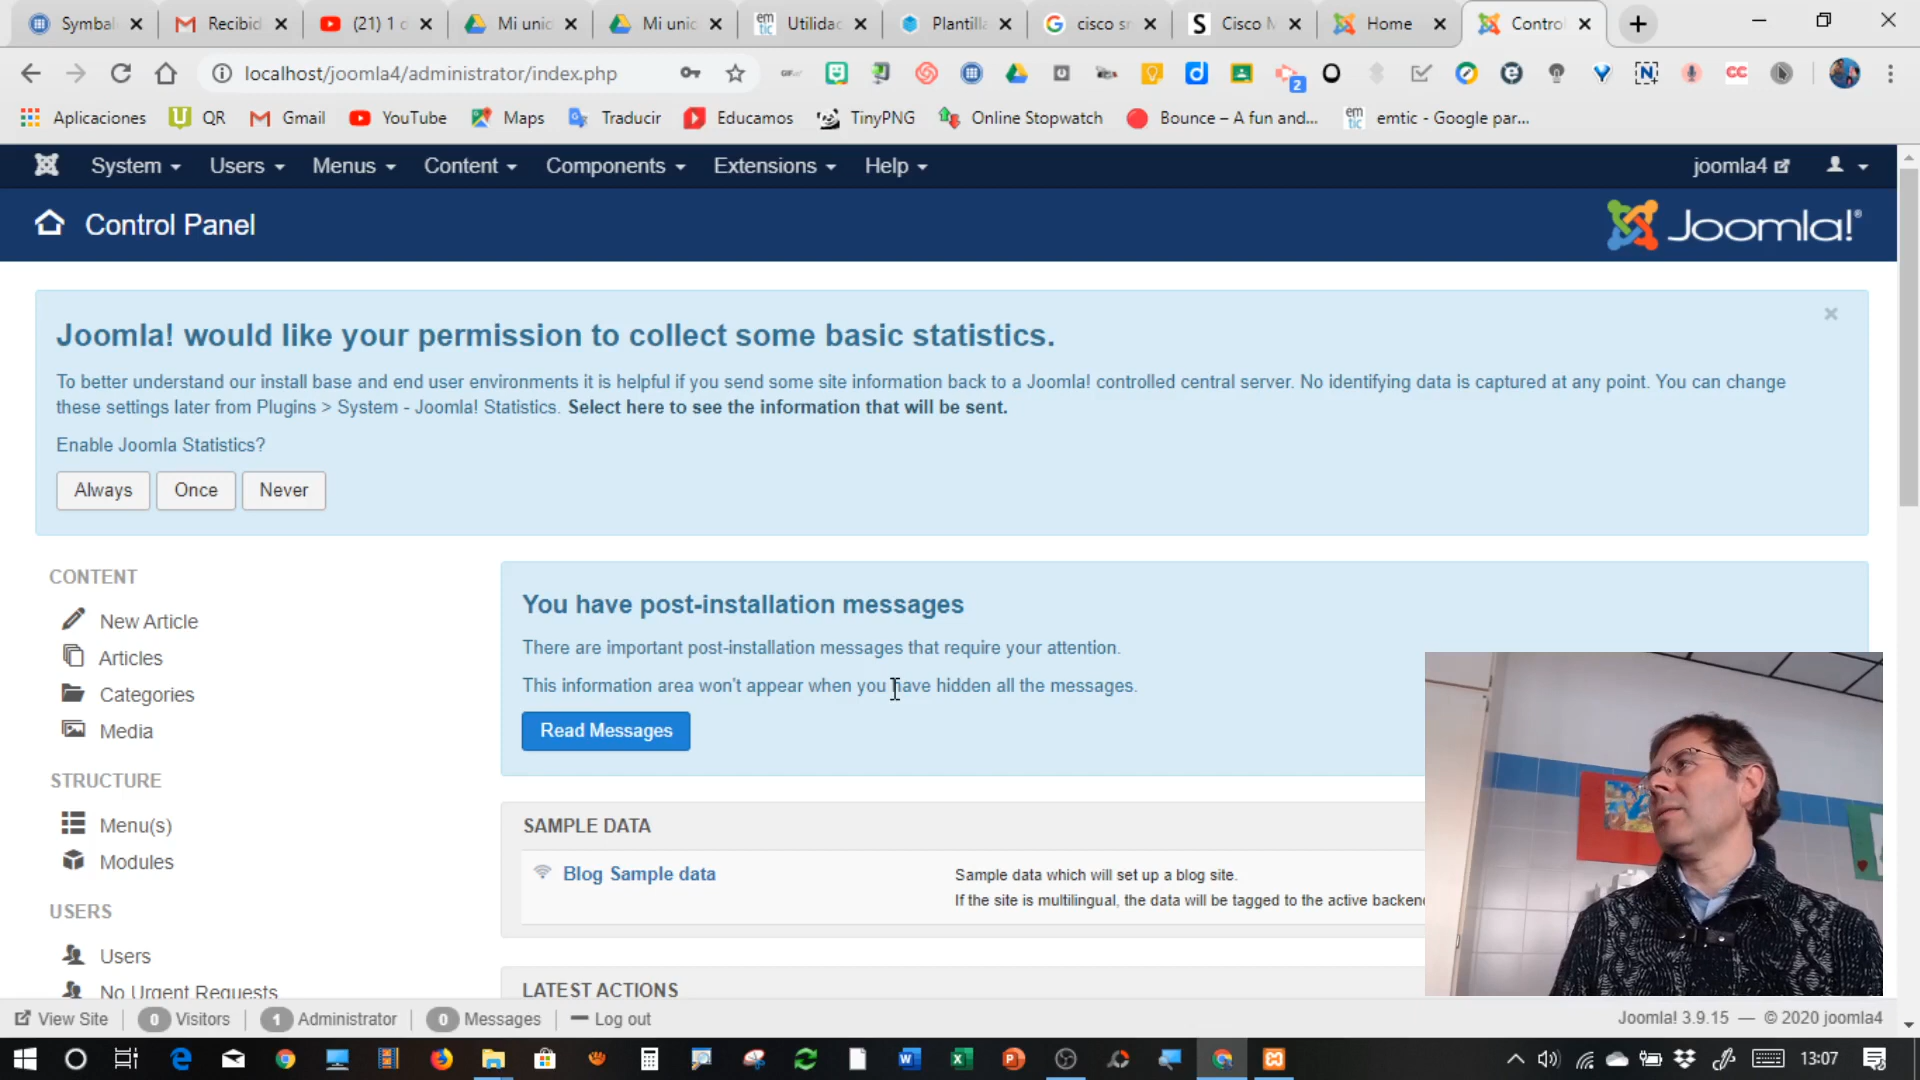 Symbal
Recibid
(21) 1 d
Mi unid
Mi unid
emtic
Utilidad
Plantilla
cisco sr
Cisco M
Home
Contro
localhost/joomla4/administrator/index.php
2
CC
Aplicaciones
QR
Gmail
YouTube
Maps
Traducir
Educamos
TinyPNG
Online Stopwatch
Bounce – A fun and...
emtic
emtic - Google par...
System
Users
Menus
Content
Components
Extensions
Help
joomla4
Control Panel
Joomla!®
Joomla! would like your permission to collect some basic statistics.
To better understand our install base and end user environments it is helpful if you send some site information back to a Joomla! controlled central server. No identifying data is captured at any point. You can change
these settings later from Plugins > System - Joomla! Statistics. Select here to see the information that will be sent.
Enable Joomla Statistics?
Always
Once
Never
CONTENT
New Article
Articles
Categories
Media
STRUCTURE
Menu(s)
Modules
USERS
Users
No Urgent Requests
You have post-installation messages
There are important post-installation messages that require your attention.
This information area won't appear when you have hidden all the messages.
Read Messages
SAMPLE DATA
Blog Sample data
Sample data which will set up a blog site.
If the site is multilingual, the data will be tagged to the active backen
LATEST ACTIONS
View Site
0 Visitors
1 Administrator
0 Messages
Log out
Joomla! 3.9.15 — © 2020 joomla4
13:07